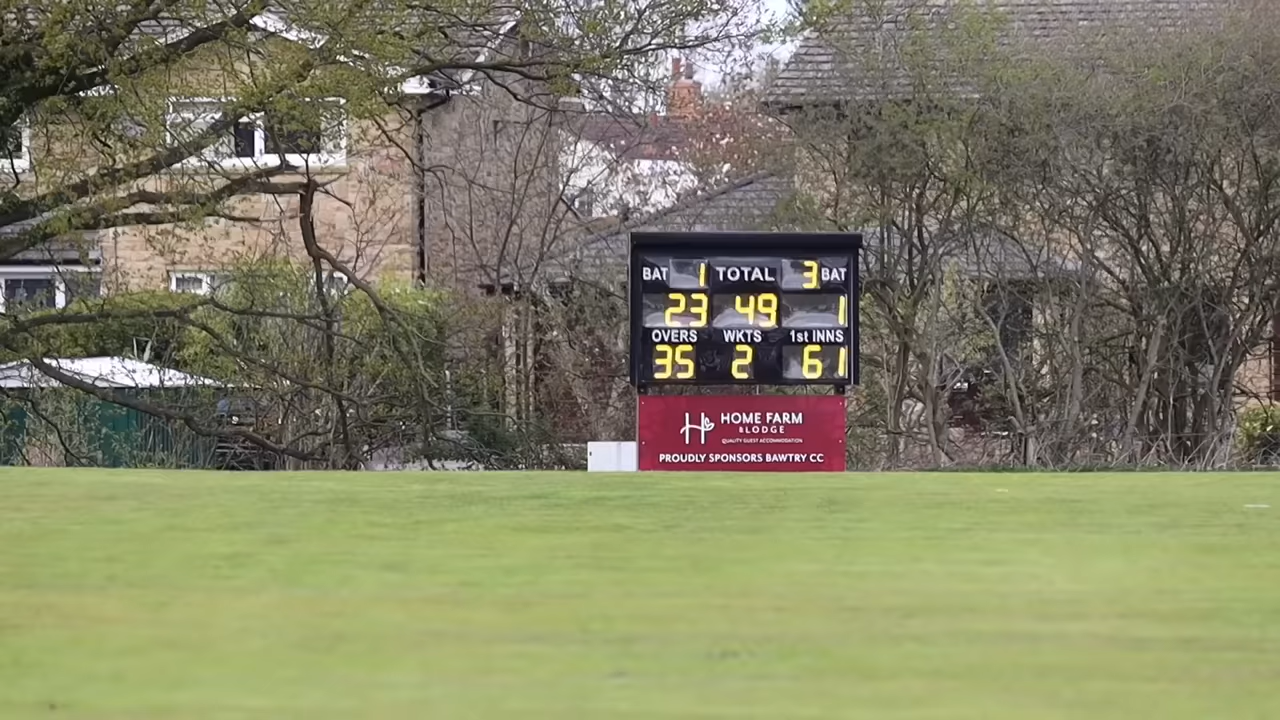 BAT 1 TOTAL 3 BAT
23 49 1
OVERS WKTS 1st INNS
35 2 61
HOME FARM
& LODGE
QUALITY GUEST ACCOMMODATION
PROUDLY SPONSORS BAWTRY CC